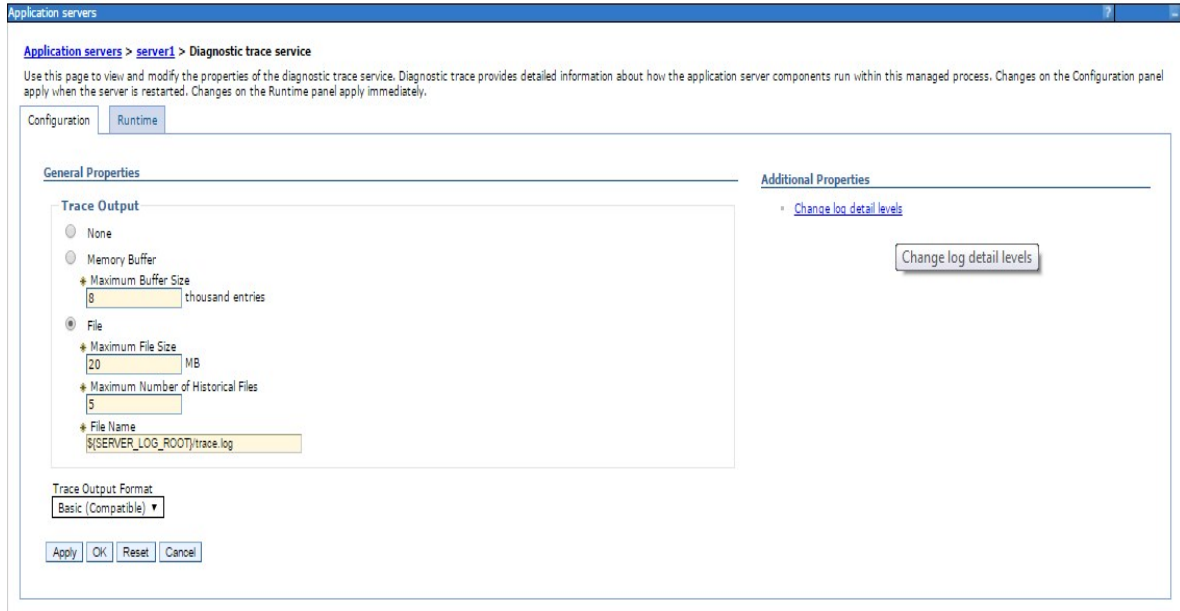 Application servers
?
Application servers > server1 > Diagnostic trace service
Use this page to view and modify the properties of the diagnostic trace service. Diagnostic trace provides detailed information about how the application server components run within this managed process. Changes on the Configuration panel
apply when the server is restarted. Changes on the Runtime panel apply immediately.
Configuration
Runtime
General Properties
Trace Output
None
Memory Buffer
Maximum Buffer Size
8 thousand entries
File
Maximum File Size
20 MB
Maximum Number of Historical Files
5
File Name
${SERVER_LOG_ROOT}/trace.log
Trace Output Format
Basic (Compatible)
Apply OK Reset Cancel
Additional Properties
Change log detail levels
Change log detail levels